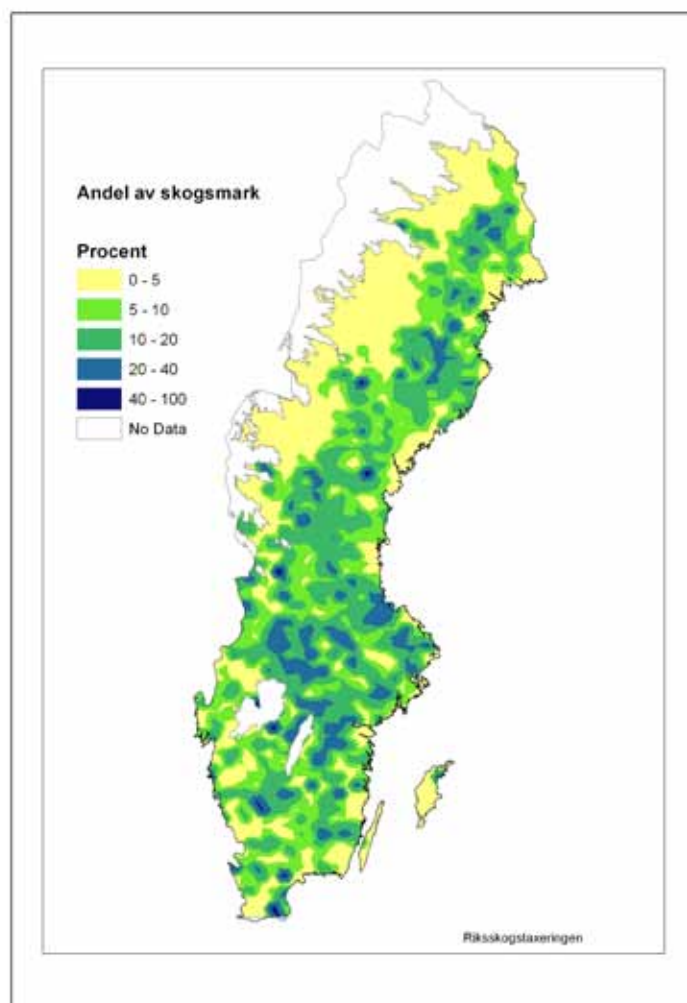 Andel av skogsmark
Procent
0 - 5
5 - 10
10 - 20
20 - 40
40 - 100
No Data
Riksskogstaxeringen